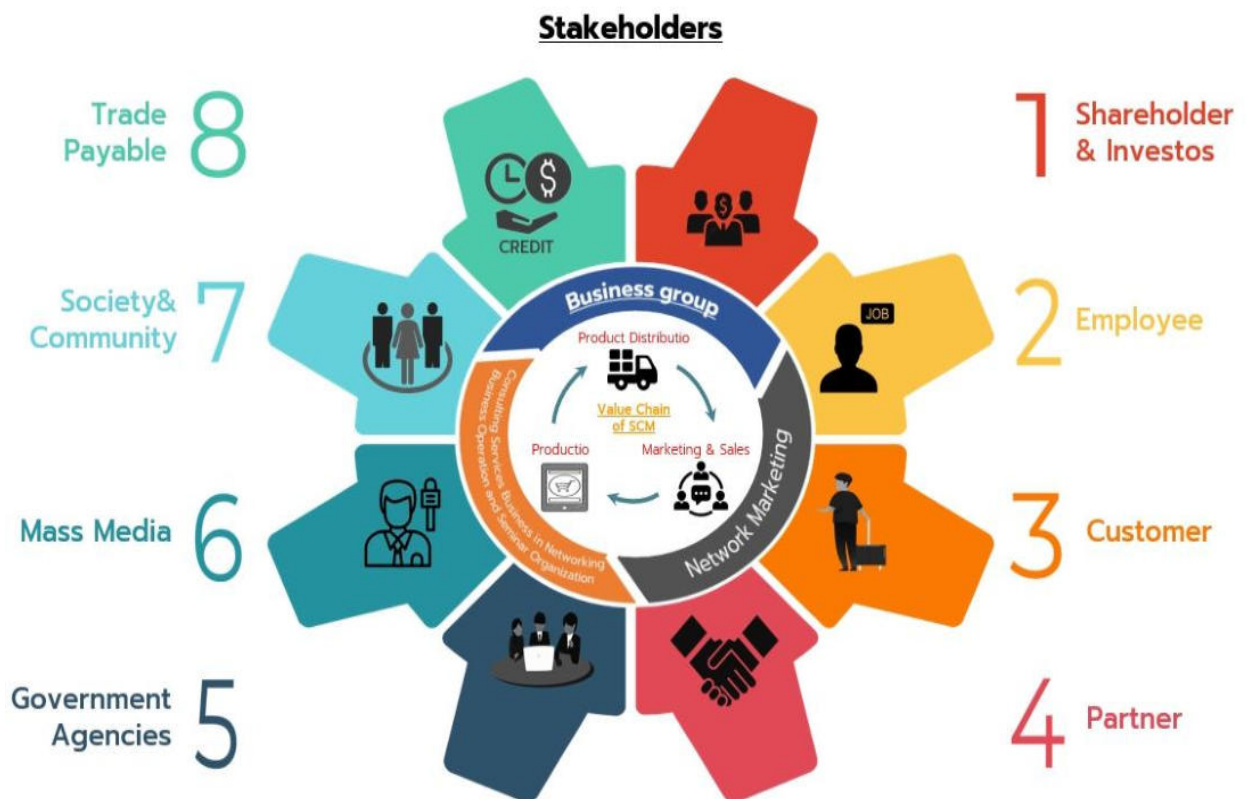 Stakeholders
8
Trade
Payable
1
Shareholder
& Investos
CREDIT
7
Society&
Community
2
Employee
JOB
Business group
Product Distributio
Value Chain
of SCM
Productio
Marketing & Sales
Network Marketing
Consulting Services Business in Networking
Business Operation and Seminar Organization
6
Mass Media
3
Customer
5
Government
Agencies
4
Partner